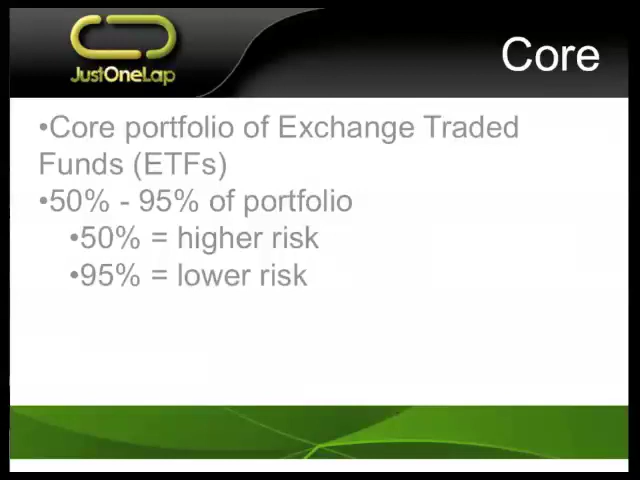 JustOneLap
Core
•Core portfolio of Exchange Traded
Funds (ETFs)
•50% - 95% of portfolio
•50% = higher risk
•95% = lower risk